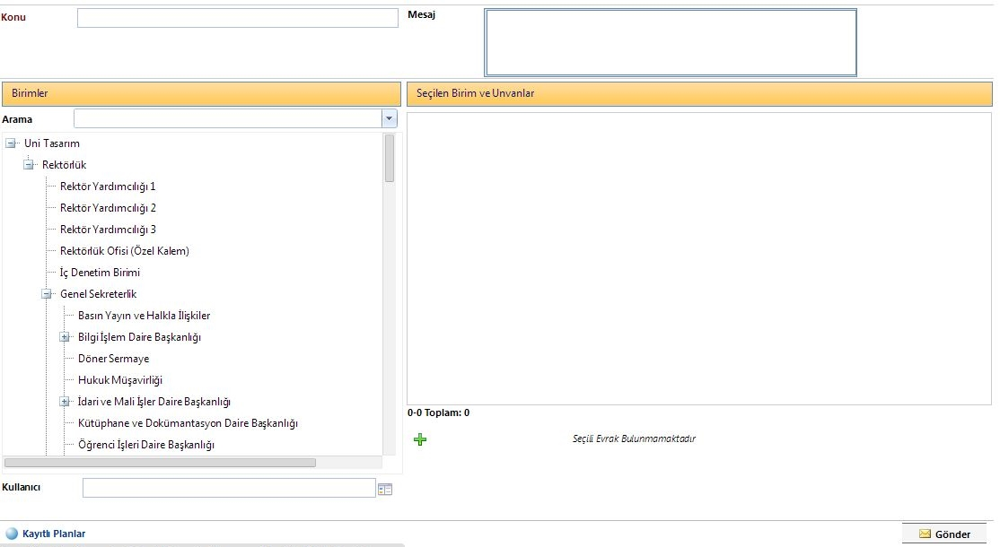 Konu
Mesaj
Birimler
Arama
Uni Tasarım
Rektörlük
Rektör Yardımcılığı 1
Rektör Yardımcılığı 2
Rektör Yardımcılığı 3
Rektörlük Ofisi (Özel Kalem)
İç Denetim Birimi
Genel Sekreterlik
Basın Yayın ve Halkla İlişkiler
Bilgi İşlem Daire Başkanlığı
Döner Sermaye
Hukuk Müşavirliği
İdari ve Mali İşler Daire Başkanlığı
Kütüphane ve Dokümantasyon Daire Başkanlığı
Öğrenci İşleri Daire Başkanlığı
Kullanıcı
Seçilen Birim ve Unvanlar
0-0 Toplam: 0
Seçili Evrak Bulunmamaktadır
Kayıtlı Planlar
Gönder